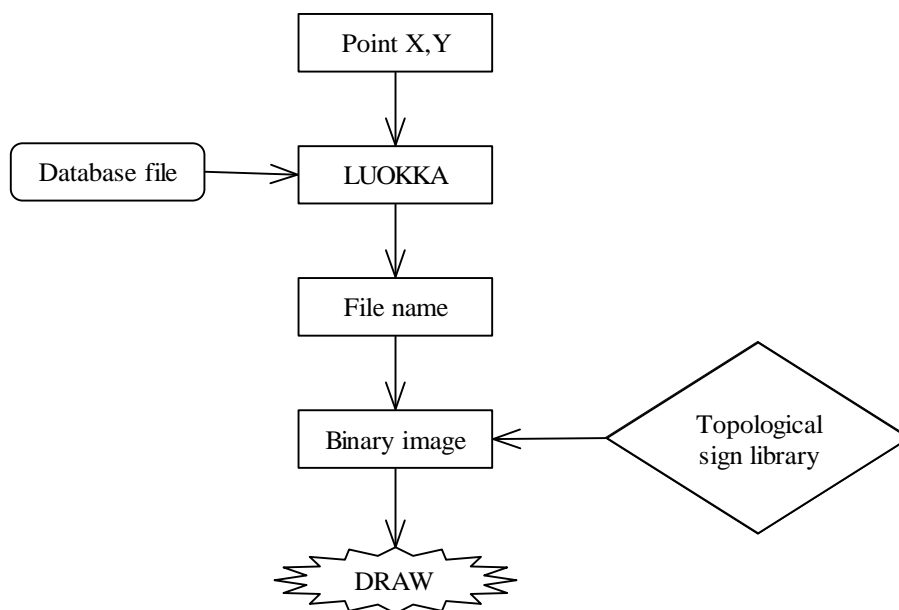 Point X,Y
Database file
LUOKKA
File name
Binary image
Topological
sign library
DRAW